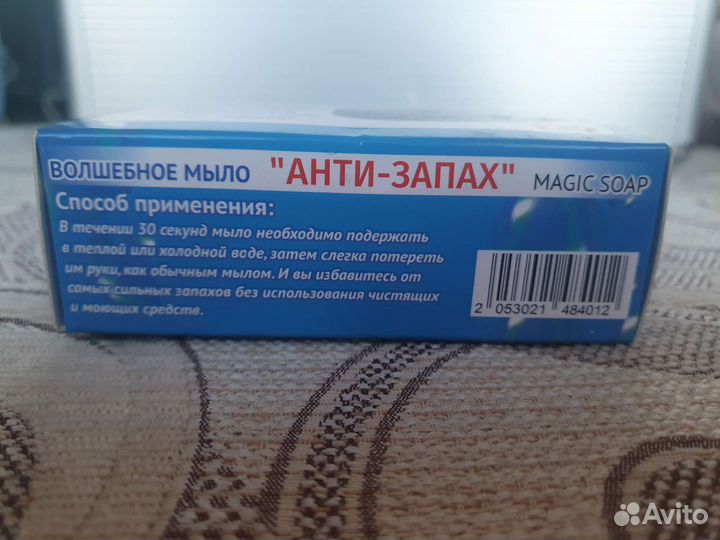 ВОЛШЕБНОЕ МЫЛО "АНТИ-ЗАПАХ" MAGIC SOAP
Способ применения:
В течении 30 секунд мыло необходимо подержать
в теплой или холодной воде, затем слегка потереть
им руки, как обычным мылом. И вы избавитесь от
самых сильных запахов без использования чистящих
и моющих средств.
2 053021 484012
Avito